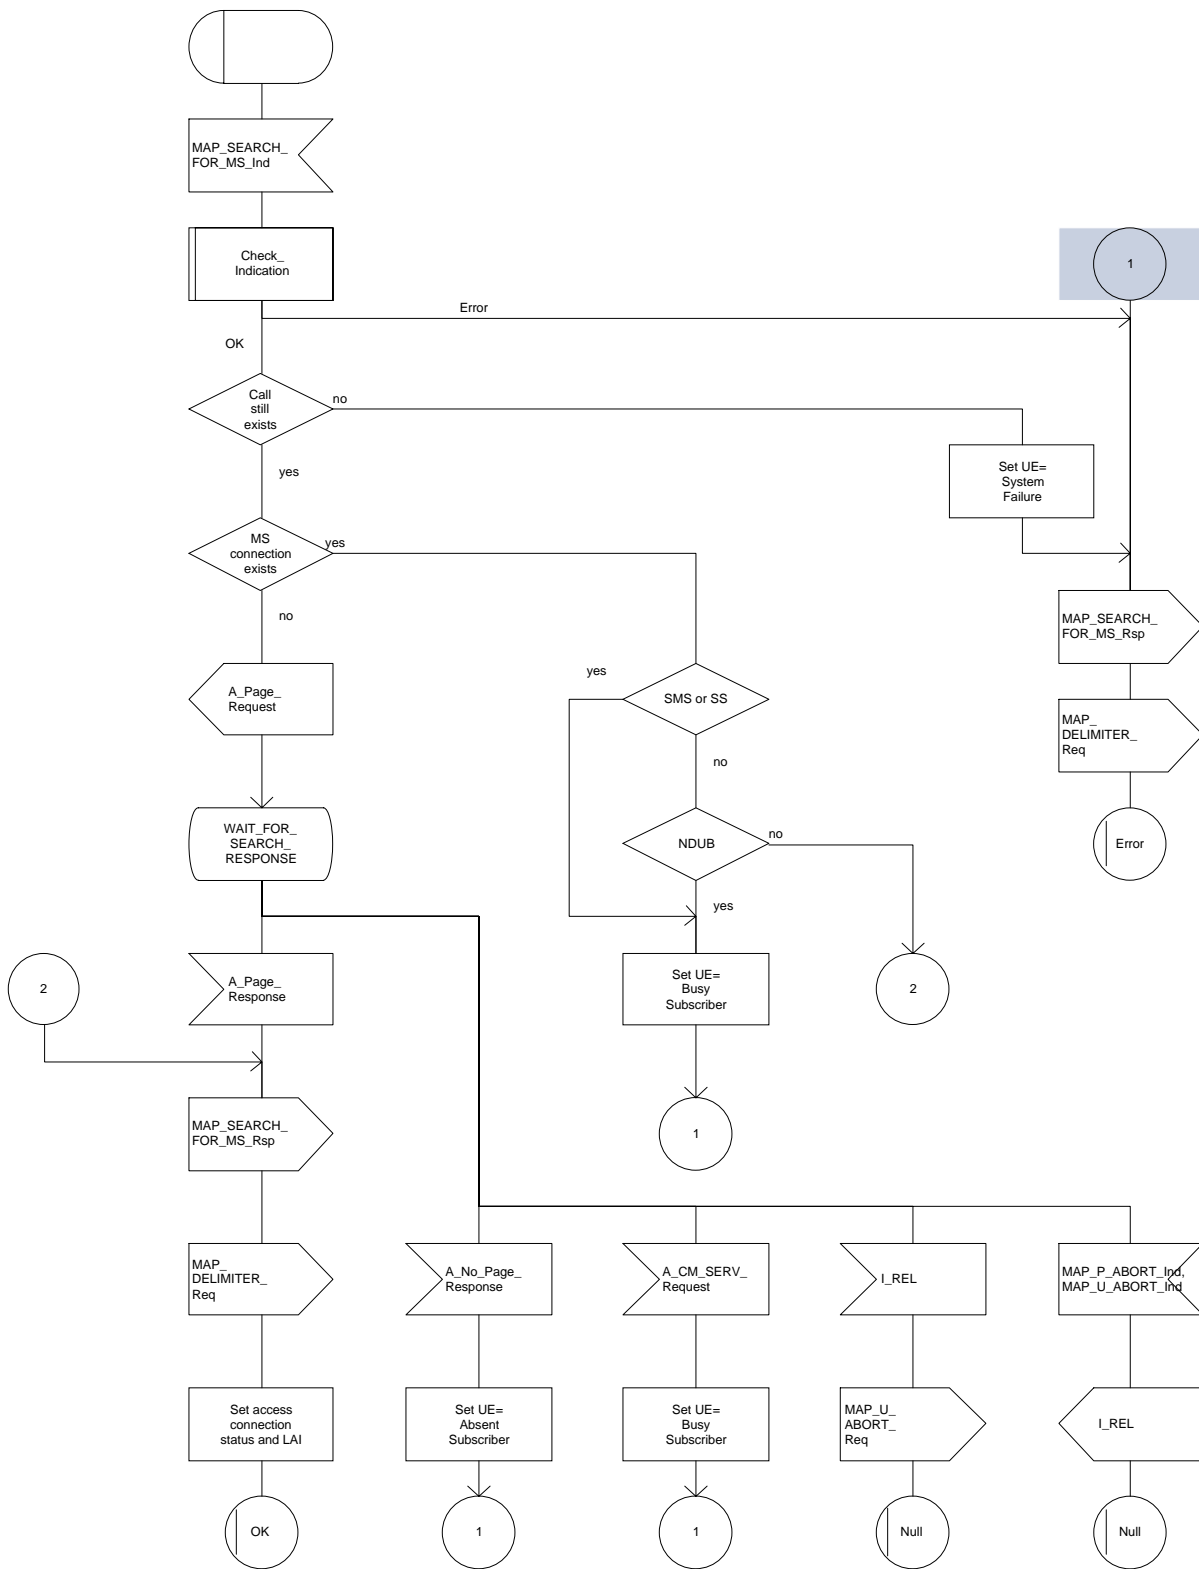 MAP_SEARCH_
FOR_MS_Ind
Check_
Indication
1
Error
OK
Call
still
exists
no
yes
Set UE=
System
Failure
MS
connection
exists
yes
no
MAP_SEARCH_
FOR_MS_Rsp
A_Page_
Request
yes
SMS or SS
no
MAP_
DELIMITER_
Req
WAIT_FOR_
SEARCH_
RESPONSE
NDUB
no
yes
Error
2
A_Page_
Response
Set UE=
Busy
Subscriber
2
MAP_SEARCH_
FOR_MS_Rsp
1
MAP_
DELIMITER_
Req
A_No_Page_
Response
A_CM_SERV_
Request
I_REL
MAP_P_ABORT_Ind,
MAP_U_ABORT_Ind
Set access
connection
status and LAI
Set UE=
Absent
Subscriber
Set UE=
Busy
Subscriber
MAP_U_
ABORT_
Req
I_REL
OK
1
1
Null
Null